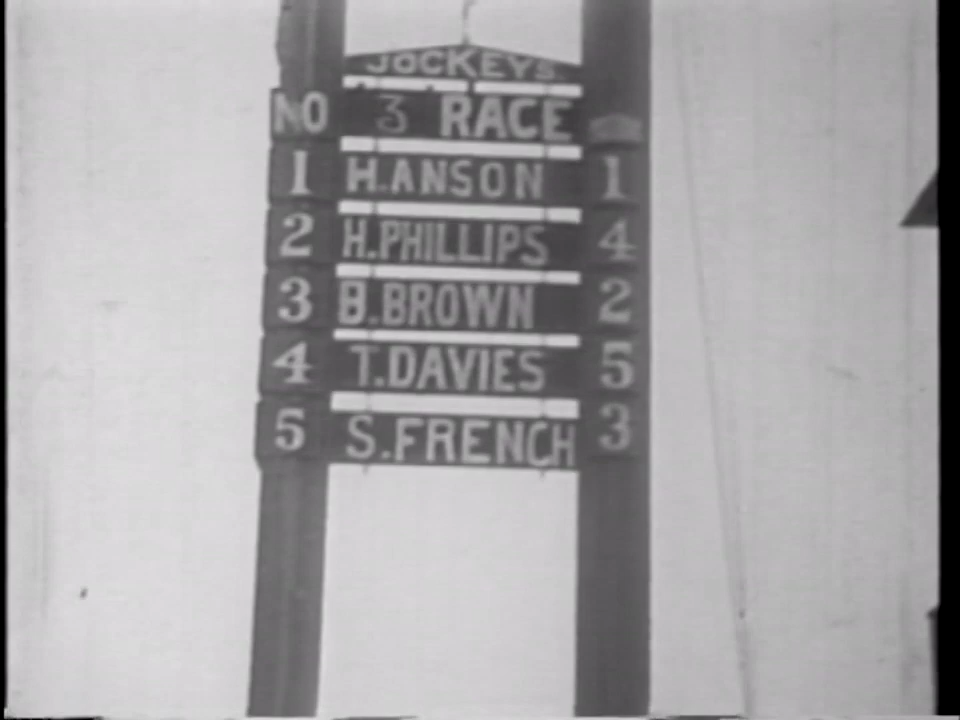 JOCKEYS.
NO 3 RACE
1 H.ANSON 1
2 H.PHILLIPS 4
3 B.BROWN 2
4 T.DAVIES 5
5 S.FRENCH 3